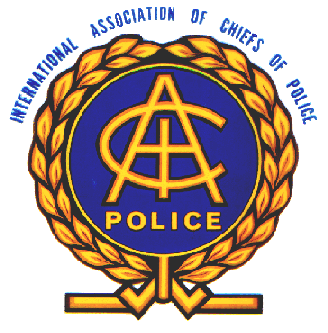 INTERNATIONAL ASSOCIATION OF CHIEFS OF POLICE
IACP
POLICE